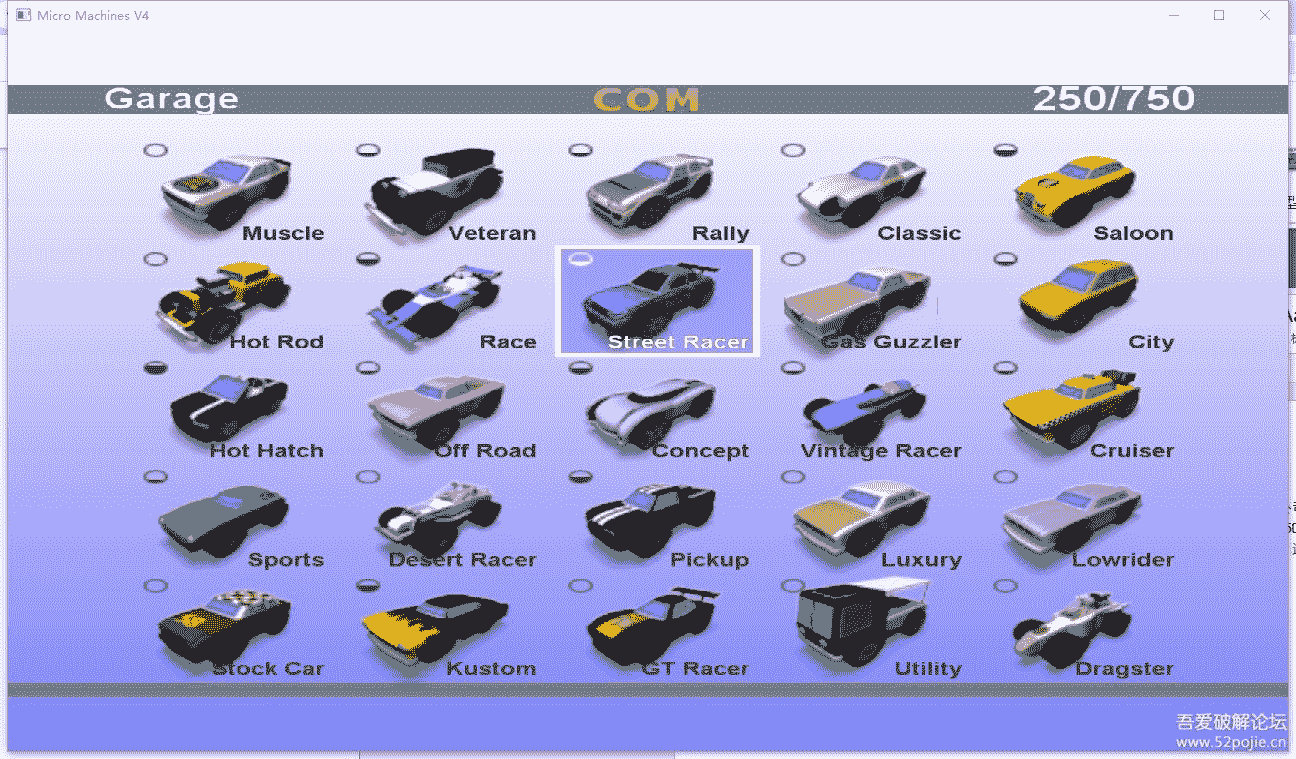 Micro Machines V4
Garage
COM
250/750
Muscle
Veteran
Rally
Classic
Saloon
Hot Rod
Race
Street Racer
Gas Guzzler
City
Hot Hatch
Off Road
Concept
Vintage Racer
Cruiser
Sports
Desert Racer
Pickup
Luxury
Lowrider
Stock Car
Kustom
GT Racer
Utility
Dragster
吾爱破解论坛
www.52pojie.cn